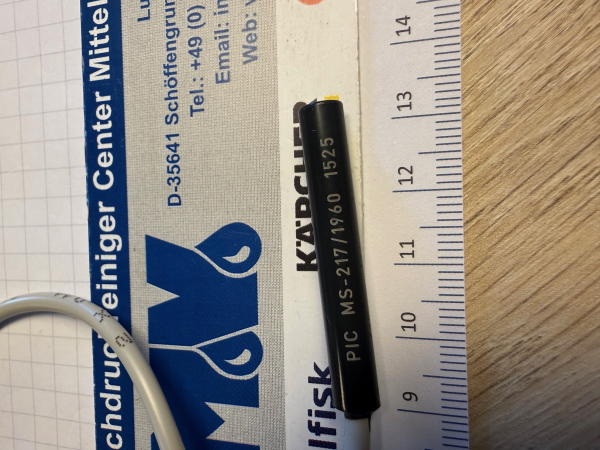 chdruckreiniger Center Mittel
D-35641 Schöffengrun
Tel.: +49 (0)
Email: in
Web:
KÄRCHER
lfisk
PIC MS-217/1960 1525
14
13
12
11
10
9